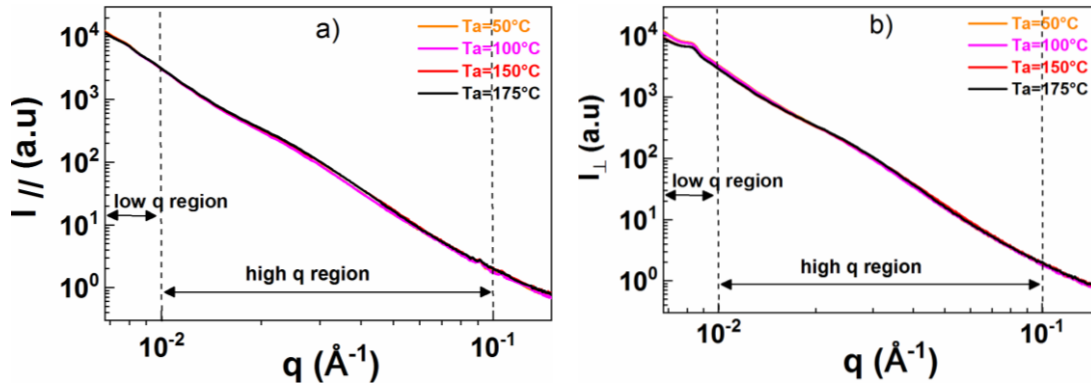 a)
Ta=50°C
Ta=100°C
Ta=150°C
Ta=175°C
10⁴
10³
10²
10¹
10⁰
I // (a.u)
low q region
high q region
10⁻²
10⁻¹
q (Å⁻¹)
b)
Ta=50°C
Ta=100°C
Ta=150°C
Ta=175°C
10⁴
10³
10²
10¹
10⁰
I⊥ (a.u)
low q region
high q region
10⁻²
10⁻¹
q (Å⁻¹)